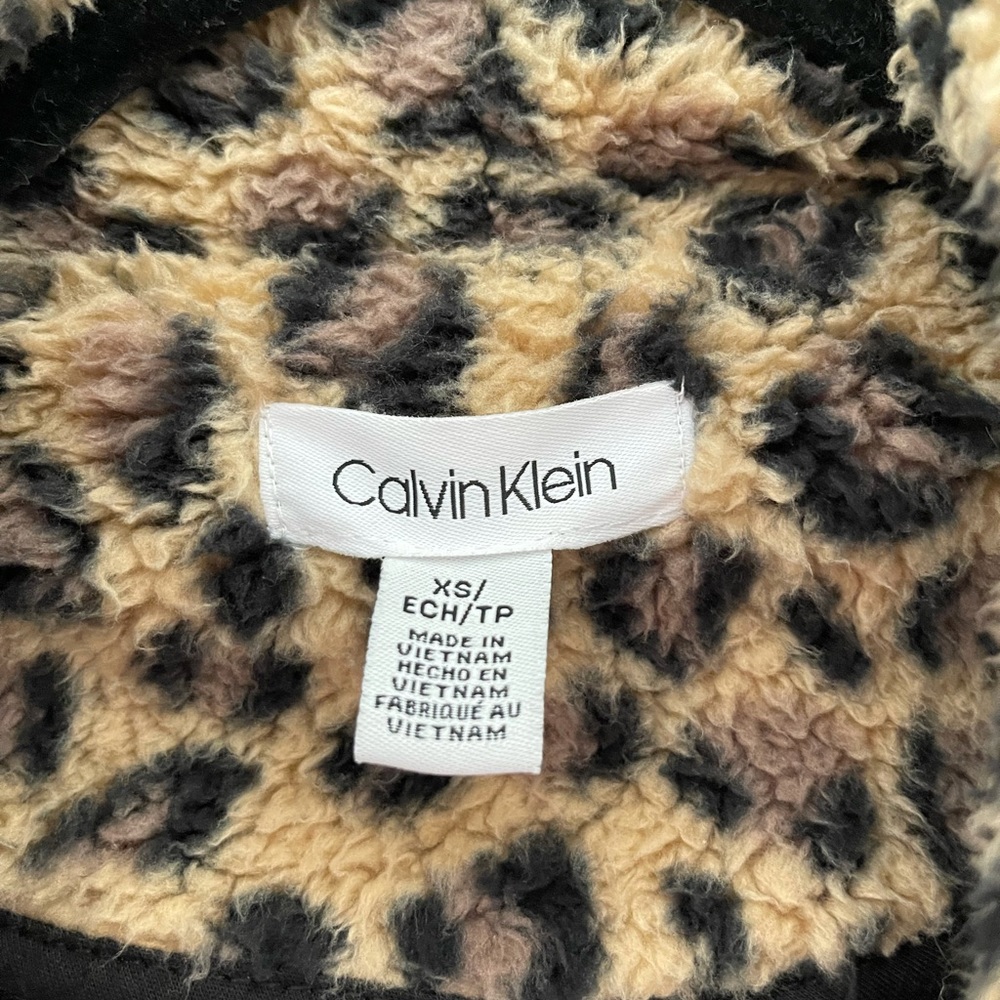 Calvin Klein
XS/
ECH/TP
MADE IN
VIETNAM
HECHO EN
VIETNAM
FABRIQUÉ AU
VIETNAM